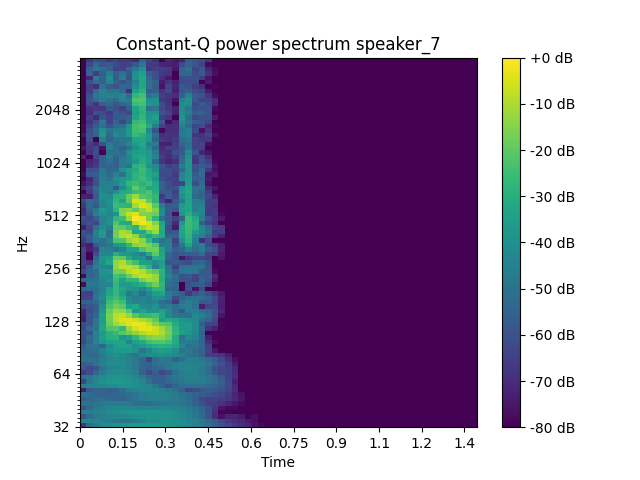 Constant-Q power spectrum speaker_7
+0 dB
2048
-10 dB
1024
-20 dB
512
-30 dB
Hz
-40 dB
256
-50 dB
128
-60 dB
64
-70 dB
32
-80 dB
0 0.15 0.3 0.45 0.6 0.75 0.9 1.1 1.2 1.4
Time